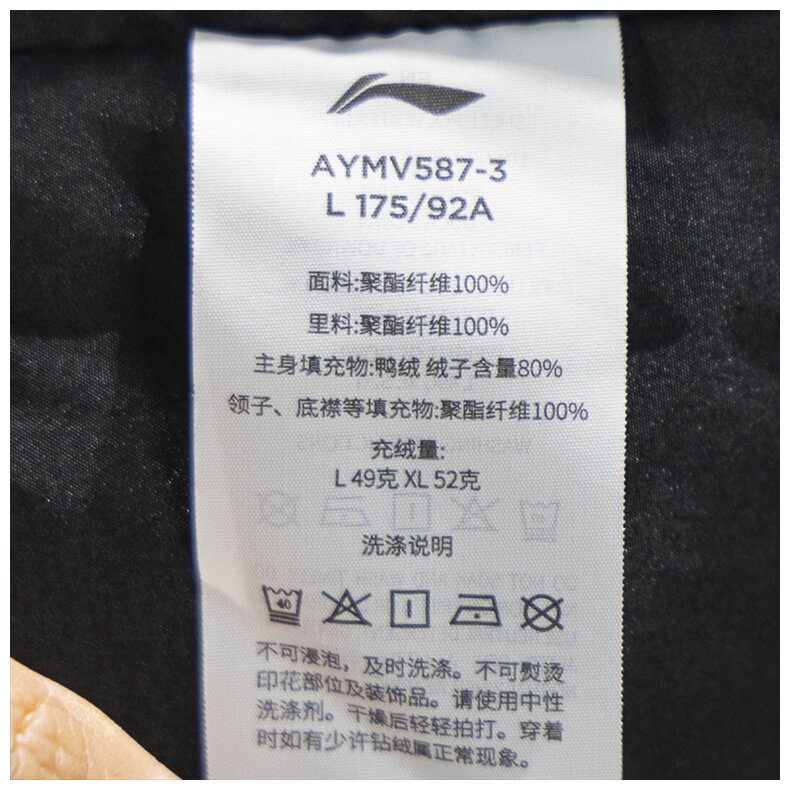 AYMV587-3
L 175/92A
面料:聚酯纤维100%
里料:聚酯纤维100%
主身填充物:鸭绒 绒子含量80%
领子、底襟等填充物:聚酯纤维100%
充绒量:
L 49克 XL 52克
洗涤说明
40
不可浸泡，及时洗涤。不可熨烫
印花部位及装饰品。请使用中性
洗涤剂。干燥后轻轻拍打。穿着
时如有少许钻绒属正常现象。